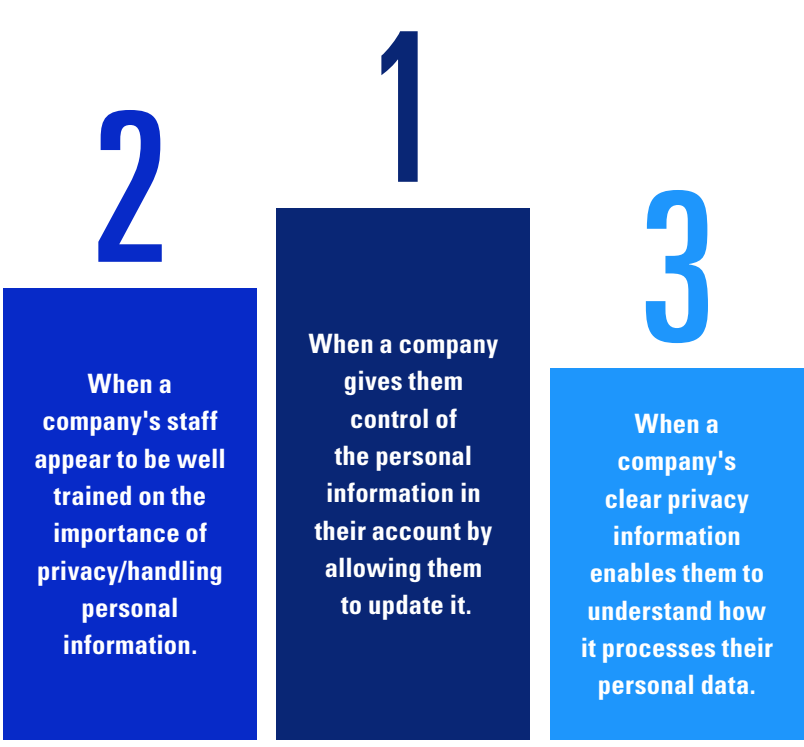 2
When a
company's staff
appear to be well
trained on the
importance of
privacy/handling
personal
information.
1
When a company
gives them
control of
the personal
information in
their account by
allowing them
to update it.
3
When a
company's
clear privacy
information
enables them to
understand how
it processes their
personal data.